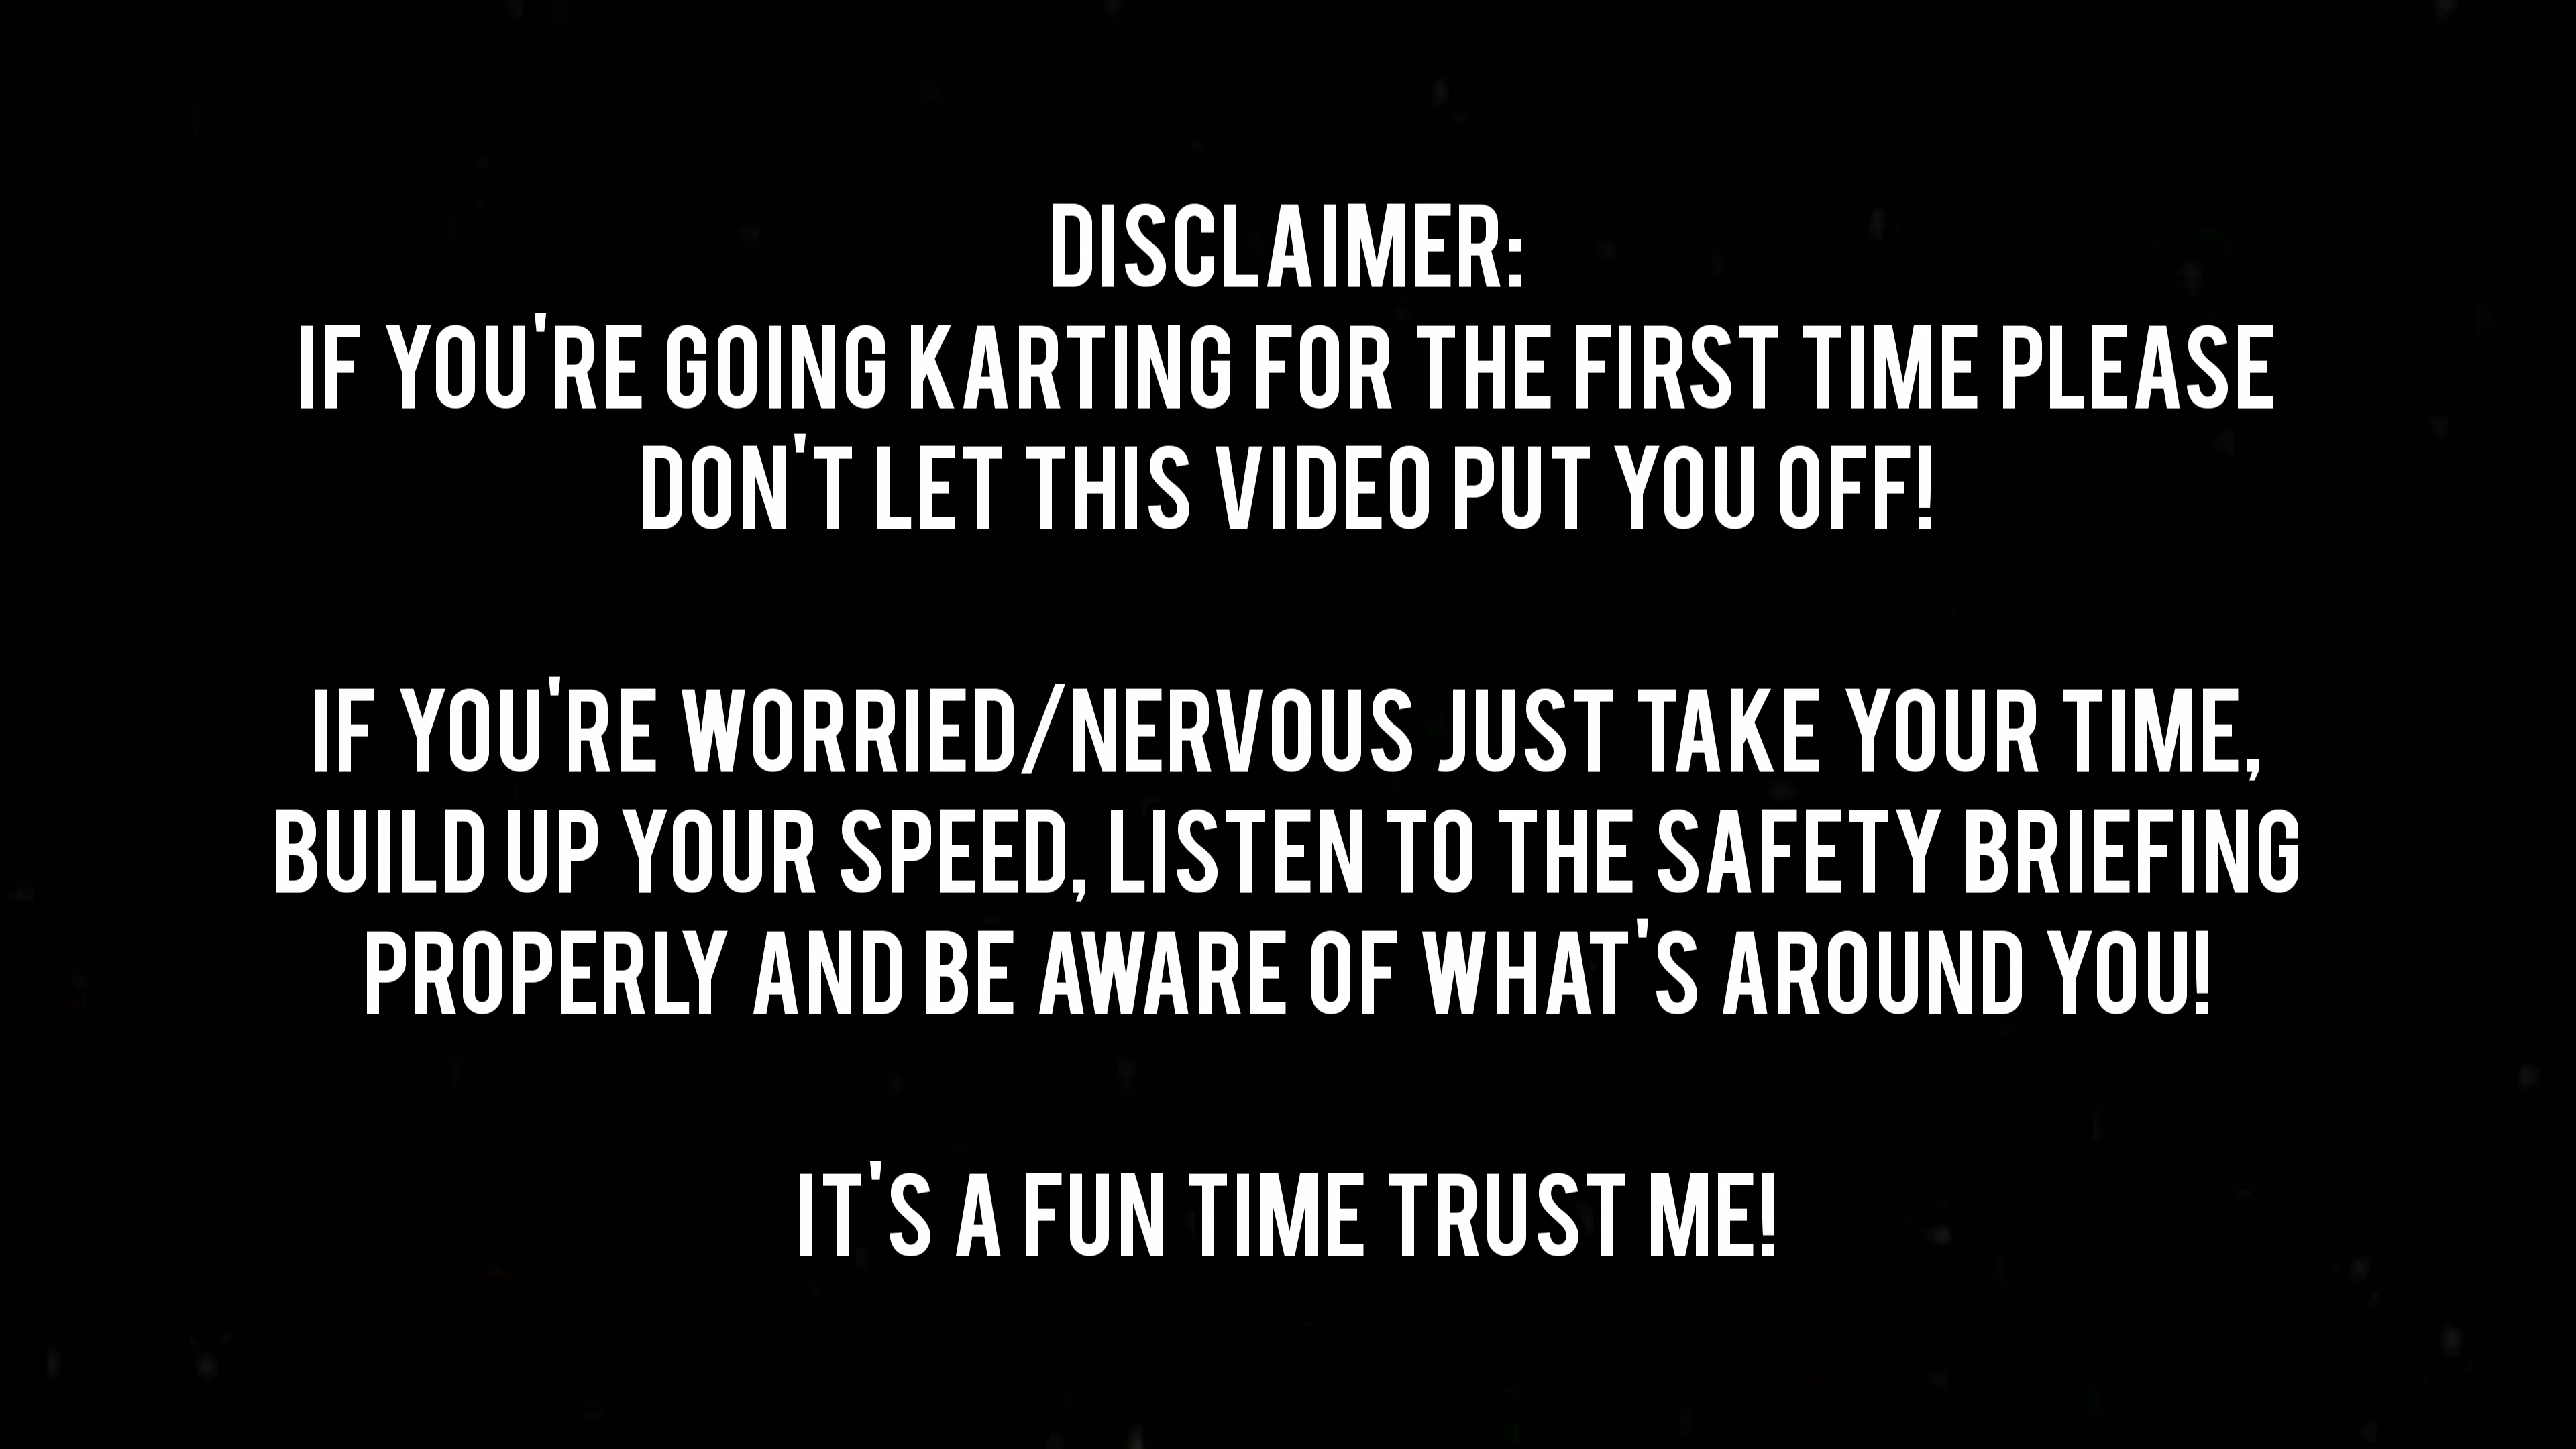 DISCLAIMER:
IF YOU'RE GOING KARTING FOR THE FIRST TIME PLEASE
DON'T LET THIS VIDEO PUT YOU OFF!
IF YOU'RE WORRIED/NERVOUS JUST TAKE YOUR TIME,
BUILD UP YOUR SPEED, LISTEN TO THE SAFETY BRIEFING
PROPERLY AND BE AWARE OF WHAT'S AROUND YOU!
IT'S A FUN TIME TRUST ME!